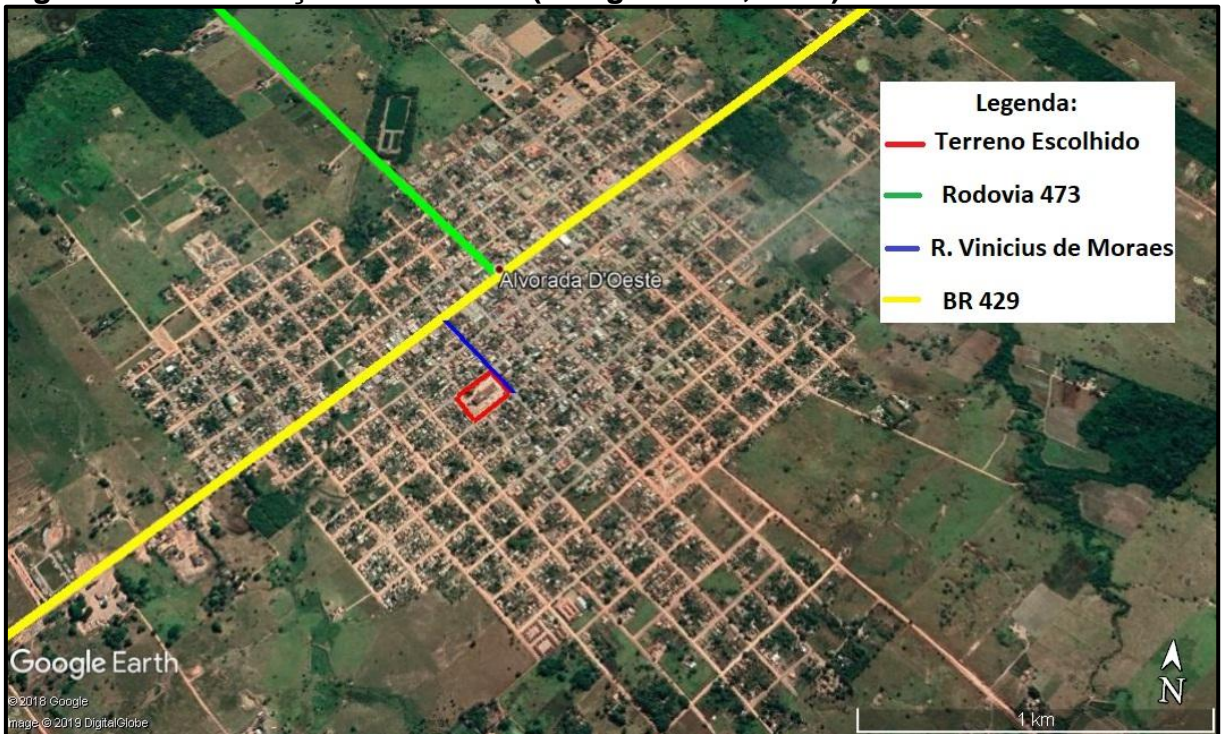 Legenda:
Terreno Escolhido
Rodovia 473
R. Vinicius de Moraes
BR 429
Alvorada D'Oeste
Google Earth
© 2018 Google
mage © 2019 DigitalGlobe
1 km
N